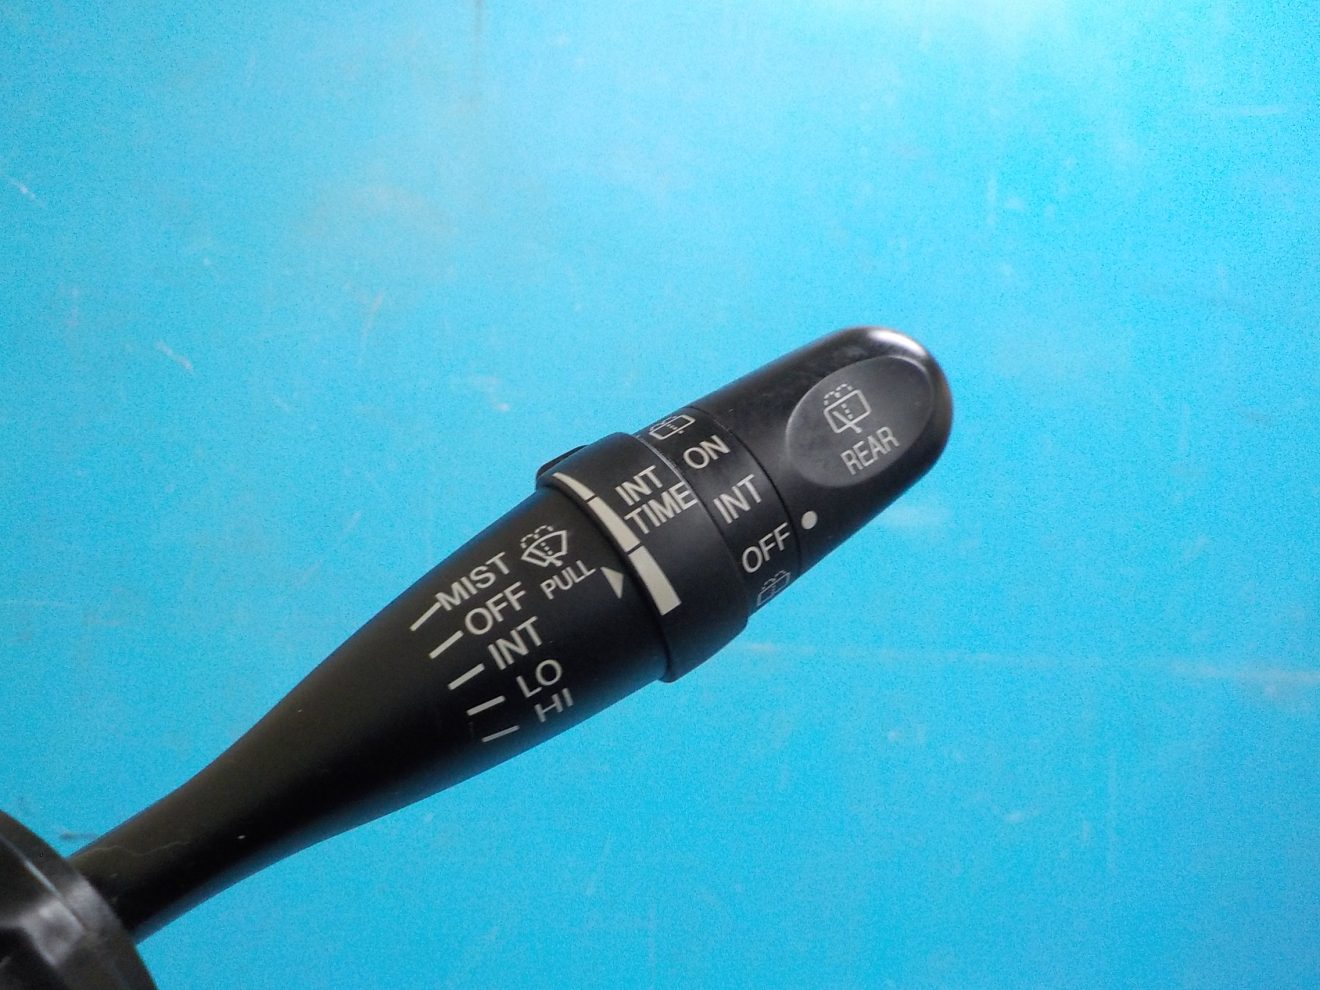 MIST
OFF
INT
LO
HI
PULL
INT
TIME
ON
INT
OFF
REAR